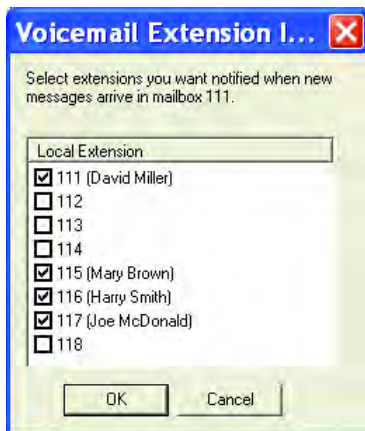 Voicemail Extension I...
Select extensions you want notified when new
messages arrive in mailbox 111.
Local Extension
111 (David Miller)
112
113
114
115 (Mary Brown)
116 (Harry Smith)
117 (Joe McDonald)
118
OK Cancel